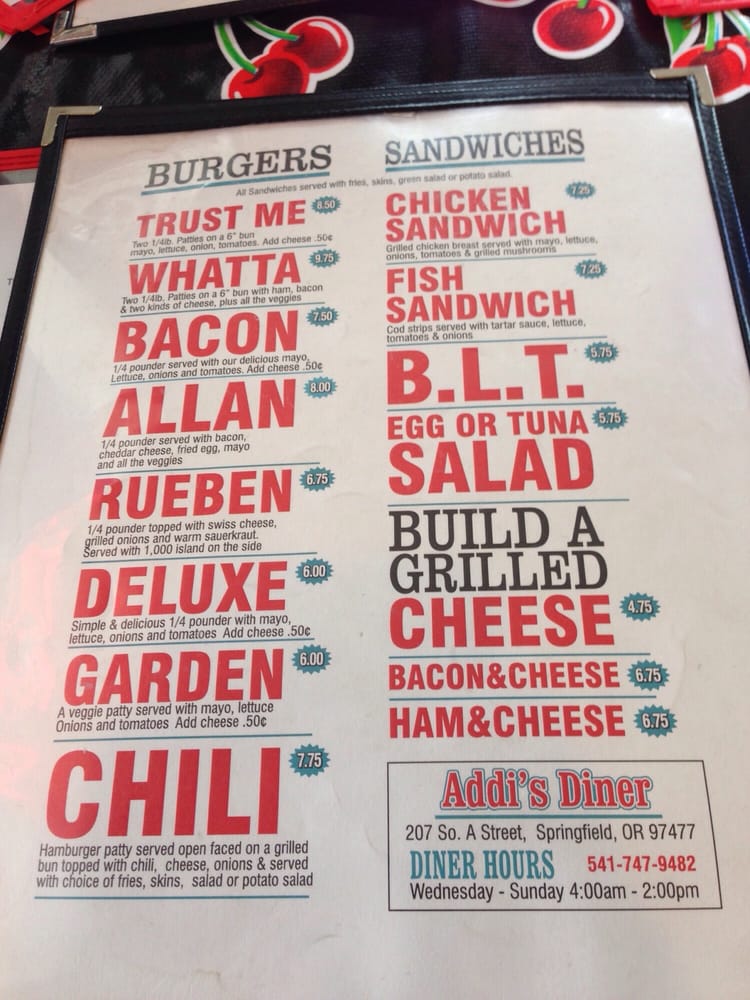 BURGERS
SANDWICHES
All Sandwiches served with fries, skins, green salad or potato salad.
TRUST ME 8.50
Two 1/4lb. Patties on a 6" bun
mayo, lettuce, onion, tomatoes. Add cheese .50¢
WHATTA 9.75
Two 1/4lb. Patties on a 6" bun with ham, bacon
& two kinds of cheese, plus all the veggies
BACON 7.50
1/4 pounder served with our delicious mayo,
Lettuce, onions and tomatoes. Add cheese .50¢
ALLAN 8.00
1/4 pounder served with bacon,
cheddar cheese, fried egg, mayo
and all the veggies
RUEBEN 6.75
1/4 pounder topped with swiss cheese,
grilled onions and warm sauerkraut.
Served with 1,000 island on the side
DELUXE 6.00
Simple & delicious 1/4 pounder with mayo,
lettuce, onions and tomatoes Add cheese .50¢
GARDEN 6.00
A veggie patty served with mayo, lettuce
Onions and tomatoes Add cheese .50¢
CHILI 7.75
Hamburger patty served open faced on a grilled
bun topped with chili, cheese, onions & served
with choice of fries, skins, salad or potato salad
CHICKEN 7.25
SANDWICH
Grilled chicken breast served with mayo, lettuce,
onions, tomatoes & grilled mushrooms
FISH 7.25
SANDWICH
Cod strips served with tartar sauce, lettuce,
tomatoes & onions
B.L.T. 5.75
EGG OR TUNA 5.75
SALAD
BUILD A
GRILLED
CHEESE 4.75
BACON&CHEESE 6.75
HAM&CHEESE 6.75
Addi's Diner
207 So. A Street, Springfield, OR 97477
DINER HOURS 541-747-9482
Wednesday - Sunday 4:00am - 2:00pm